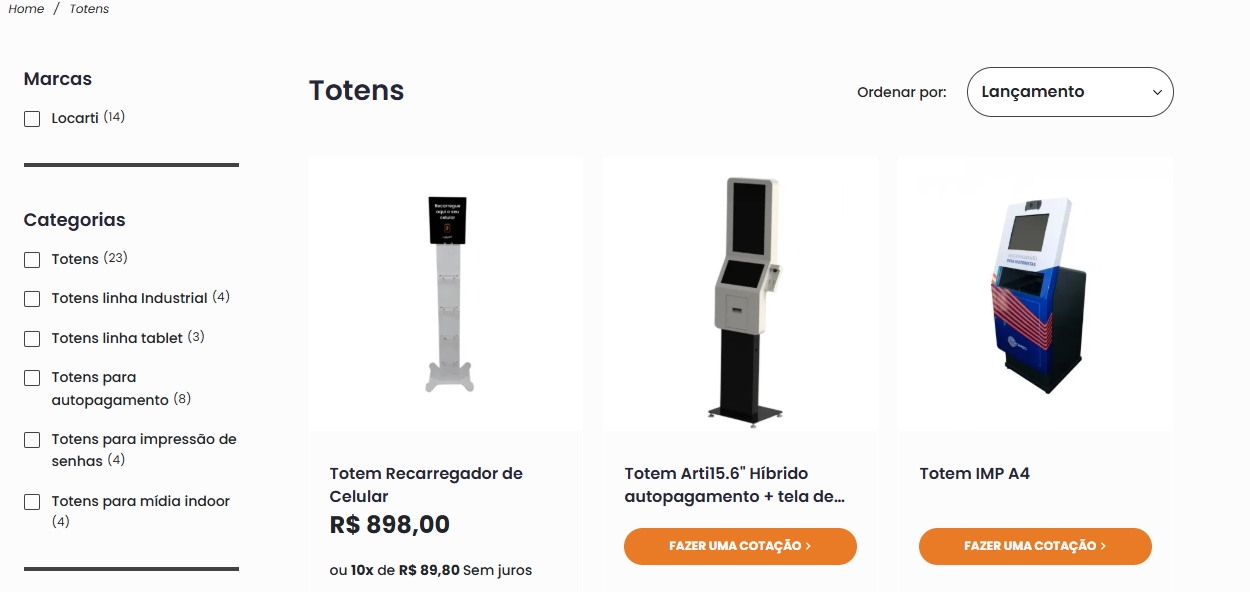 Home / Totens
Marcas
Locarti (14)
Categorias
Totens (23)
Totens linha Industrial (4)
Totens linha tablet (3)
Totens para
autopagamento (8)
Totens para impressão de
senhas (4)
Totens para mídia indoor
(4)
Totens
Ordenar por:
Lançamento
Recarregue
aqui o seu
celular
Totem Recarregador de
Celular
R$ 898,00
ou 10x de R$ 89,80 Sem juros
Totem Arti15.6" Híbrido
autopagamento + tela de...
FAZER UMA COTAÇÃO >
Totem IMP A4
FAZER UMA COTAÇÃO >